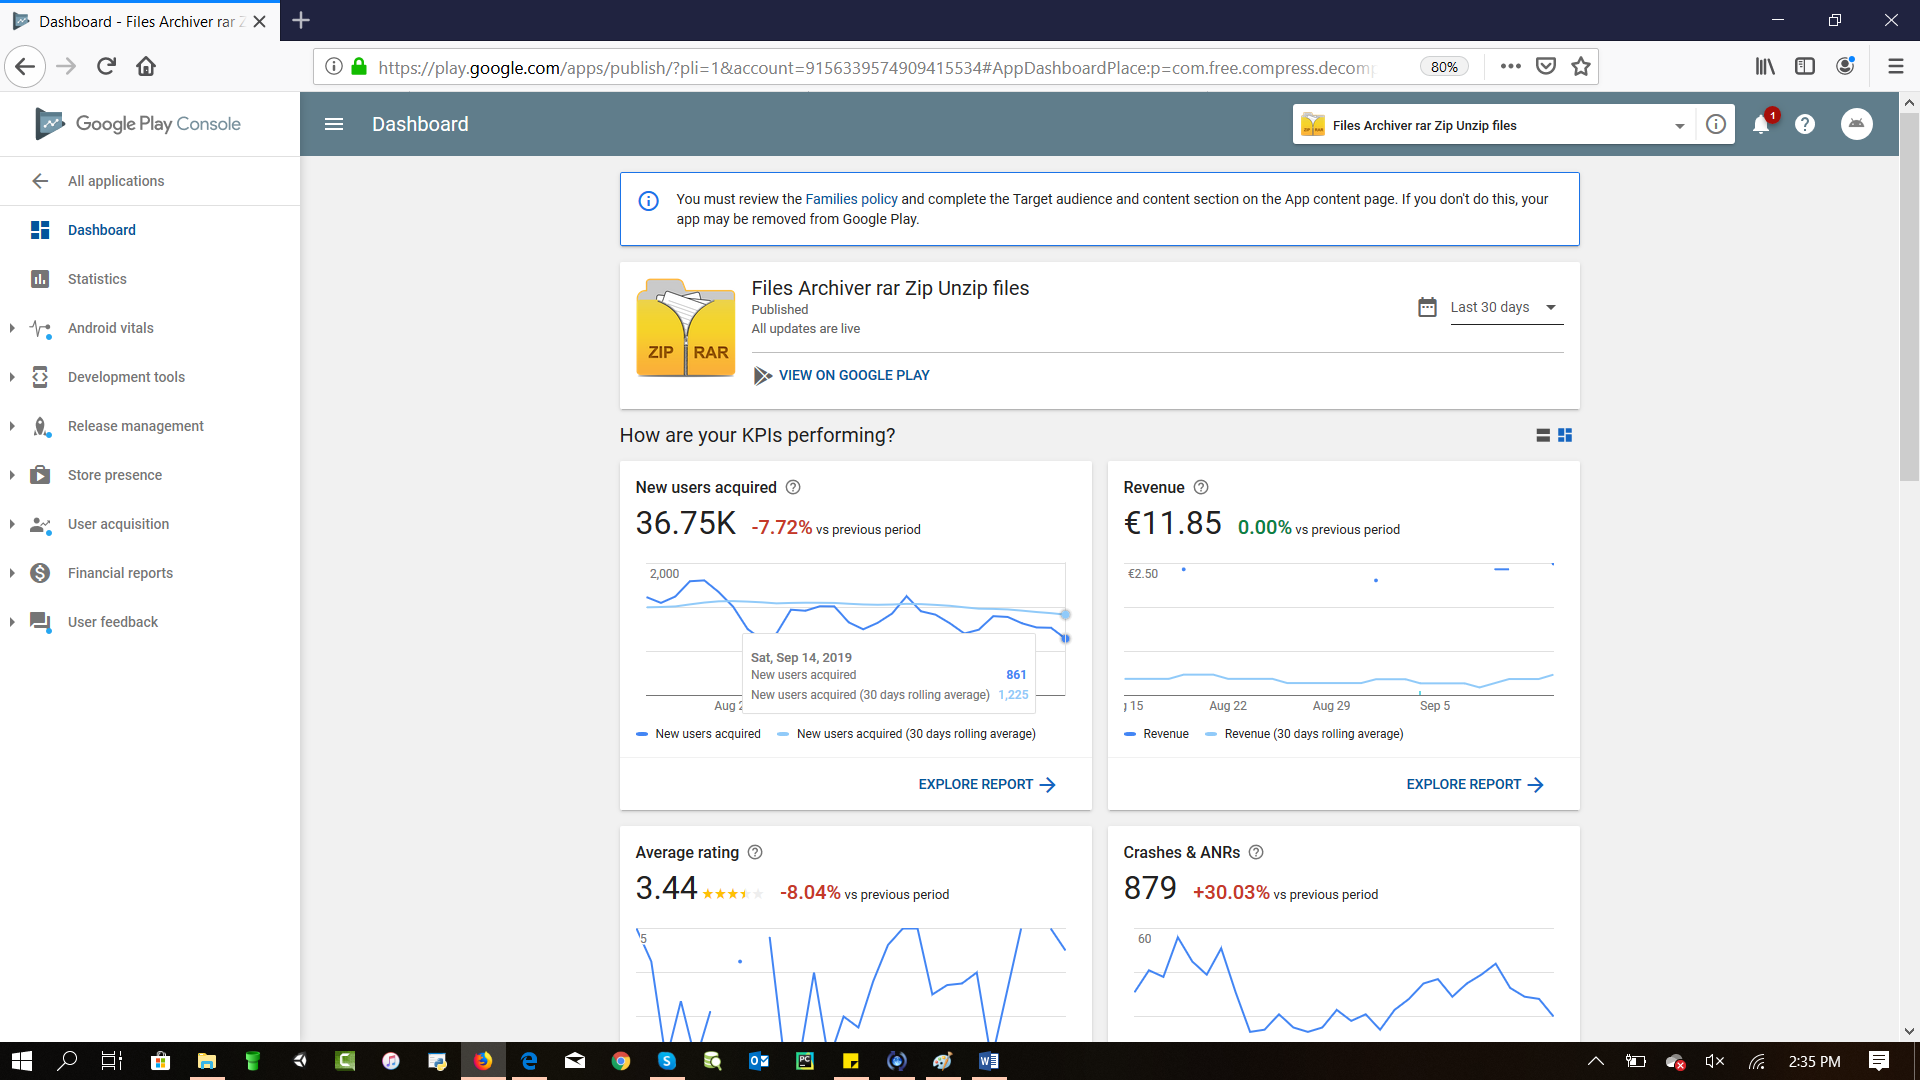 Dashboard - Files Archiver rar Z
https://play.google.com/apps/publish/?pli=1&account=9156339574909415534#AppDashboardPlace:p=com.free.compress.decomp
80%
Google Play Console
Dashboard
Files Archiver rar Zip Unzip files
1
All applications
Dashboard
Statistics
Android vitals
Development tools
Release management
Store presence
User acquisition
Financial reports
User feedback
You must review the Families policy and complete the Target audience and content section on the App content page. If you don't do this, your
app may be removed from Google Play.
ZIP RAR
Files Archiver rar Zip Unzip files
Published
All updates are live
Last 30 days
VIEW ON GOOGLE PLAY
How are your KPIs performing?
New users acquired
36.75K -7.72% vs previous period
2,000
Sat, Sep 14, 2019
New users acquired 861
New users acquired (30 days rolling average) 1,225
Aug 2
New users acquired New users acquired (30 days rolling average)
EXPLORE REPORT
Revenue
€11.85 0.00% vs previous period
€2.50
15 Aug 22 Aug 29 Sep 5
Revenue Revenue (30 days rolling average)
EXPLORE REPORT
Average rating
3.44 -8.04% vs previous period
5
Crashes & ANRs
879 +30.03% vs previous period
60
2:35 PM